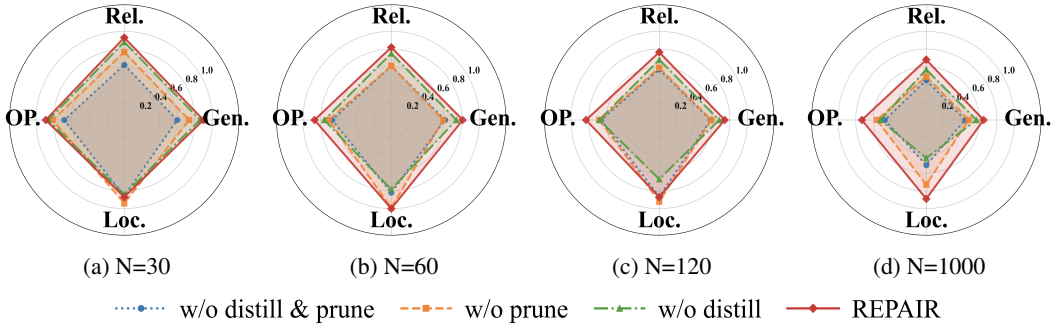 Rel. Rel. Rel. Rel.
1.0 1.0 1.0 1.0
0.8 0.8 0.8 0.8
0.6 0.6 0.6 0.6
0.4 0.4 0.4 0.4
0.2 0.2 0.2 0.2
OP. Gen. OP. Gen. OP. Gen. OP. Gen.
Loc. Loc. Loc. Loc.
(a) N=30 (b) N=60 (c) N=120 (d) N=1000
w/o distill & prune w/o prune w/o distill REPAIR